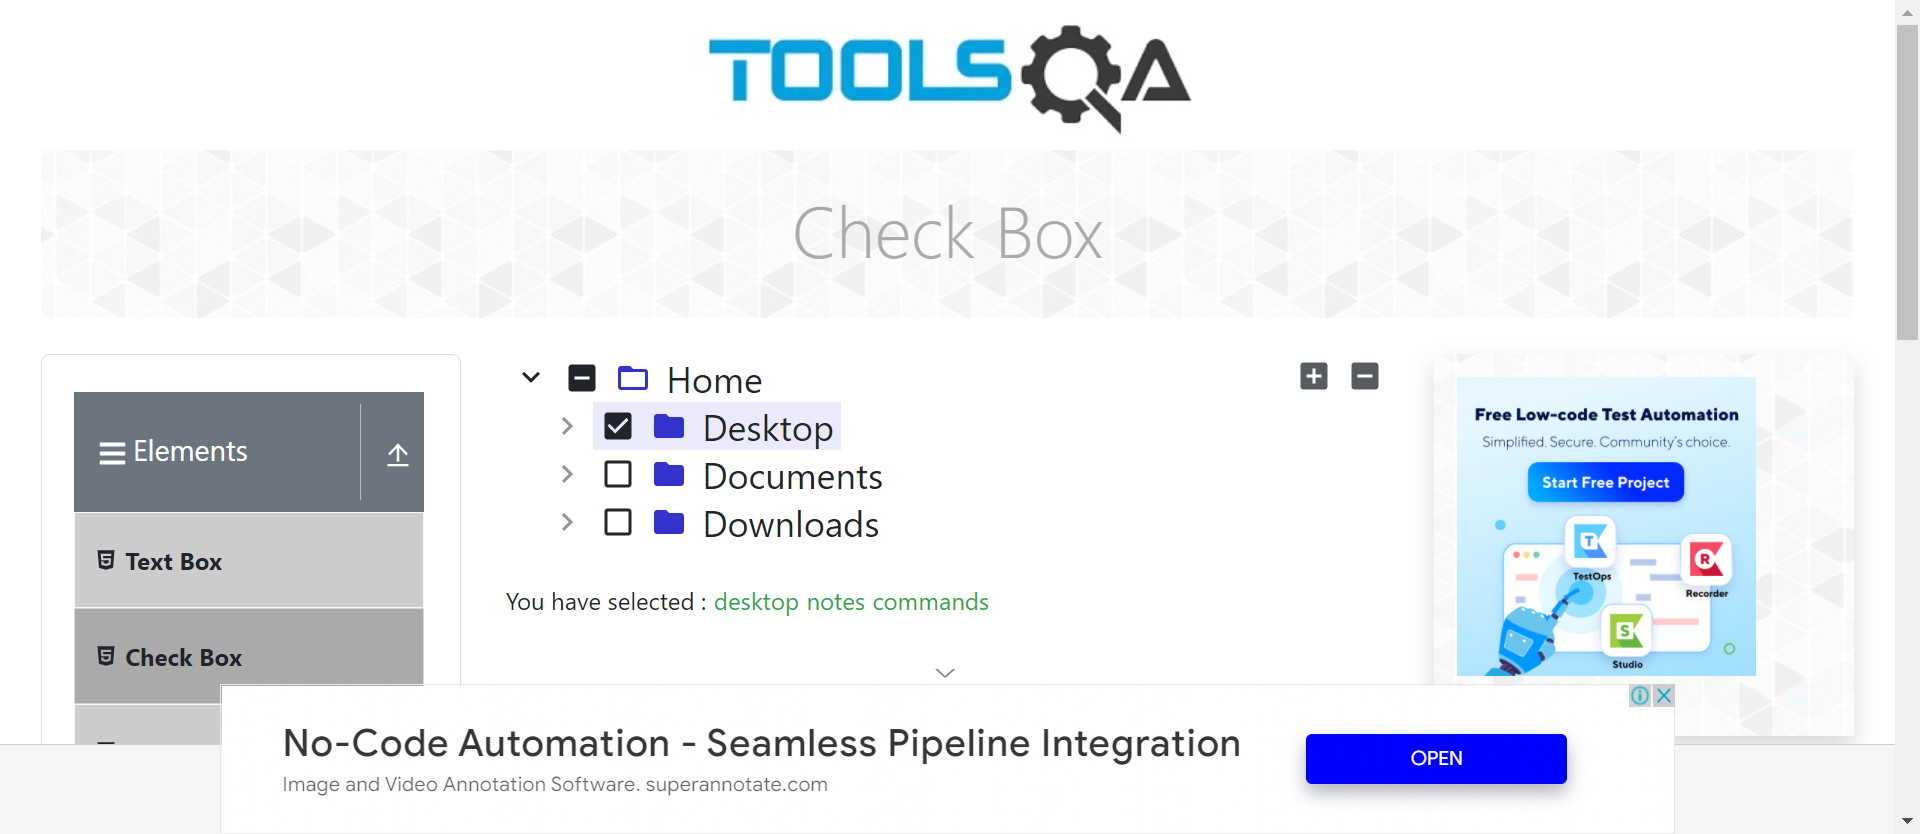 TOOLSQA
Check Box
Elements
Text Box
Check Box
Home
Desktop
Documents
Downloads
You have selected : desktop notes commands
Free Low-code Test Automation
Simplified. Secure. Community's choice.
Start Free Project
TestOps
Recorder
Studio
No-Code Automation - Seamless Pipeline Integration
Image and Video Annotation Software. superannotate.com
OPEN